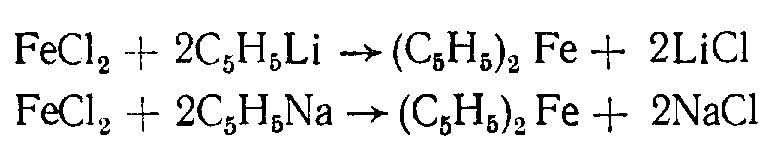 FeCl₂ + 2C₅H₅Li → (C₅H₅)₂ Fe + 2LiCl
FeCl₂ + 2C₅H₅Na → (C₅H₅)₂ Fe + 2NaCl